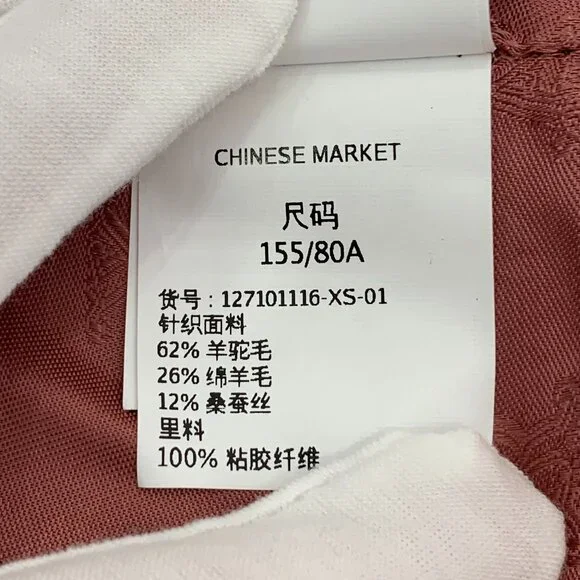 CHINESE MARKET
尺码
155/80A
货号：127101116-XS-01
针织面料
62% 羊驼毛
26% 绵羊毛
12% 桑蚕丝
里料
100% 粘胶纤维